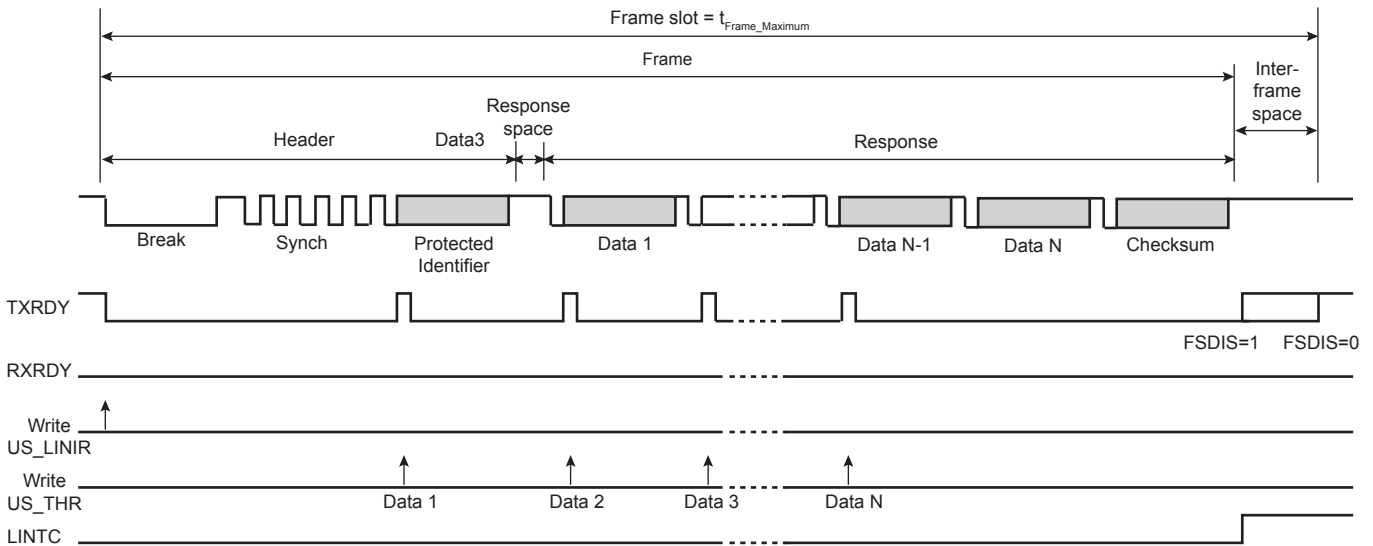 Frame slot = tFrame_Maximum
Frame
Inter-
frame
space
Response
space
Header
Data3
Response
Break
Synch
Protected
Identifier
Data 1
Data N-1
Data N
Checksum
TXRDY
FSDIS=1
FSDIS=0
RXRDY
Write
US_LINIR
Write
US_THR
Data 1
Data 2
Data 3
Data N
LINTC